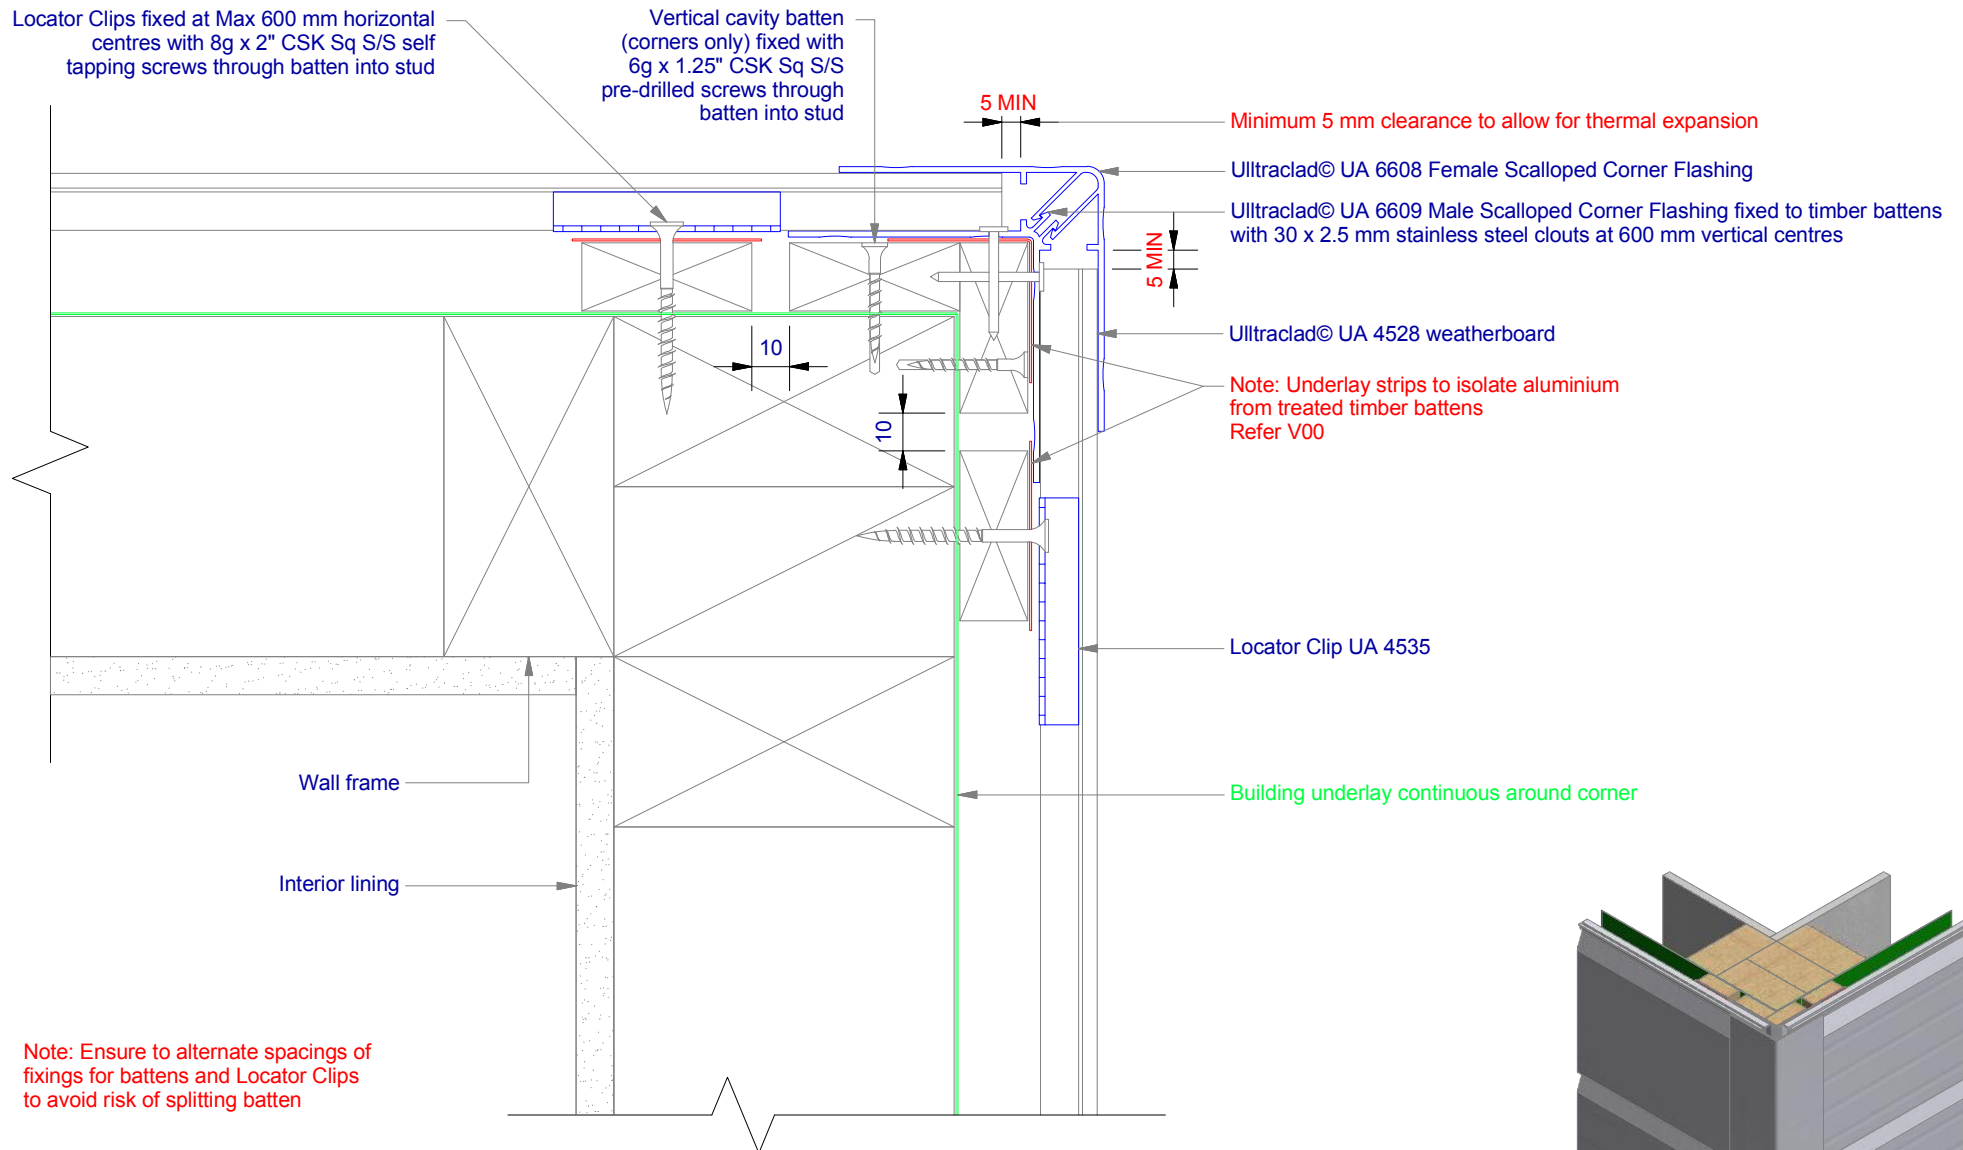 Locator Clips fixed at Max 600 mm horizontal
centres with 8g x 2" CSK Sq S/S self
tapping screws through batten into stud
Vertical cavity batten
(corners only) fixed with
6g x 1.25" CSK Sq S/S
pre-drilled screws through
batten into stud
5 MIN
Minimum 5 mm clearance to allow for thermal expansion
Ulltraclad© UA 6608 Female Scalloped Corner Flashing
Ulltraclad© UA 6609 Male Scalloped Corner Flashing fixed to timber battens
with 30 x 2.5 mm stainless steel clouts at 600 mm vertical centres
5 MIN
Ulltraclad© UA 4528 weatherboard
10
Note: Underlay strips to isolate aluminium
from treated timber battens
Refer V00
10
Locator Clip UA 4535
Wall frame
Building underlay continuous around corner
Interior lining
Note: Ensure to alternate spacings of
fixings for battens and Locator Clips
to avoid risk of splitting batten